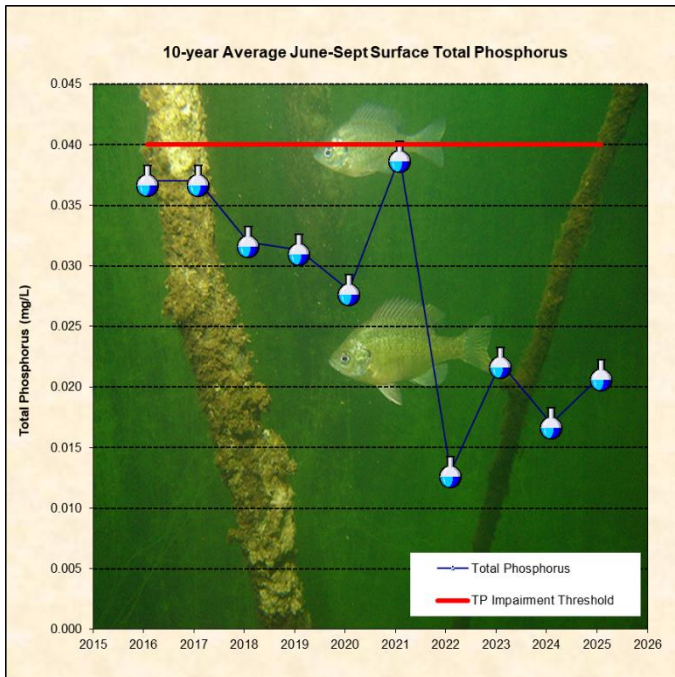 10-year Average June-Sept Surface Total Phosphorus
Total Phosphorus (mg/L)
0.045
0.040
0.035
0.030
0.025
0.020
0.015
0.010
0.005
0.000
2015 2016 2017 2018 2019 2020 2021 2022 2023 2024 2025 2026
Total Phosphorus
TP Impairment Threshold